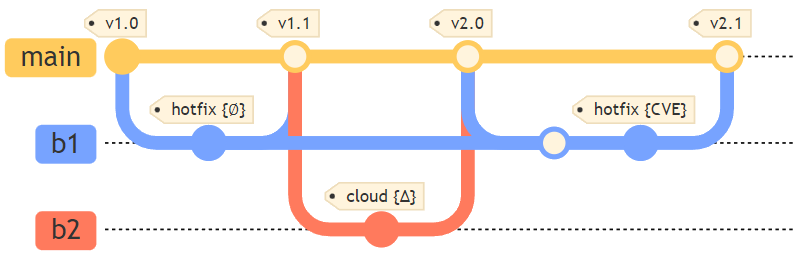 v1.0
v1.1
v2.0
v2.1
main
hotfix {Ø}
hotfix {CVE}
b1
cloud {Δ}
b2